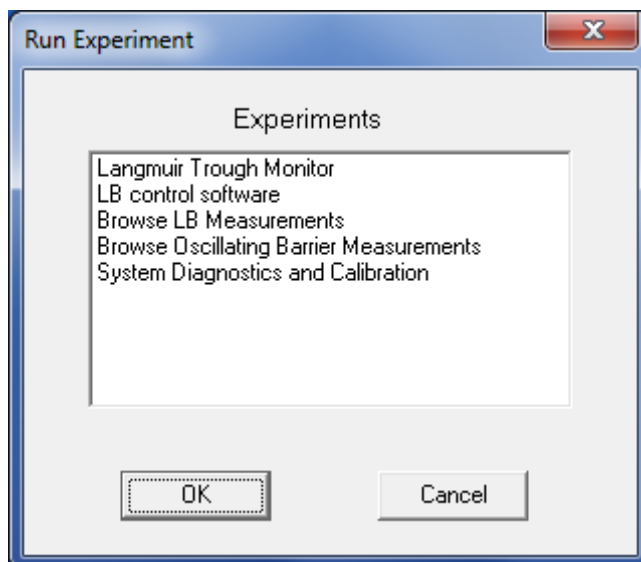 Run Experiment
Experiments
Langmuir Trough Monitor
LB control software
Browse LB Measurements
Browse Oscillating Barrier Measurements
System Diagnostics and Calibration
OK
Cancel